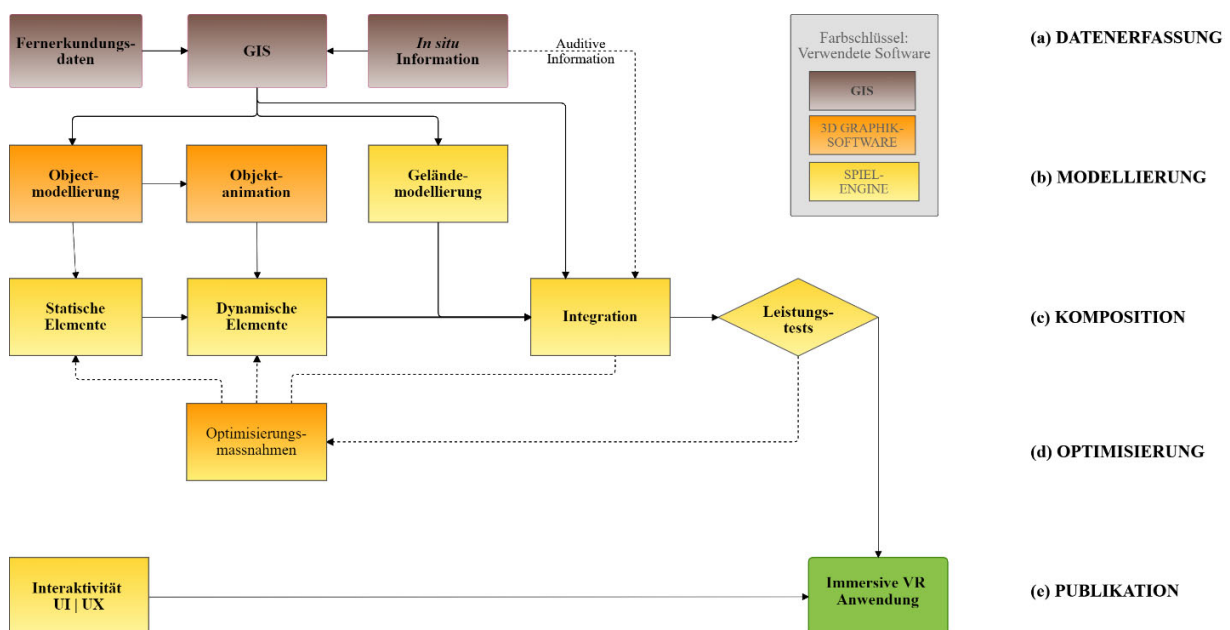 Fernerkundungs-
daten
GIS
In situ
Information
Auditive
Information
Farbschlüssel:
Verwendete Software
GIS
3D GRAPHIK-
SOFTWARE
SPIEL-
ENGINE
(a) DATENERFASSUNG
Object-
modellierung
Objekt-
animation
Gelände-
modellierung
(b) MODELLIERUNG
Statische
Elemente
Dynamische
Elemente
Integration
Leistungs-
tests
(c) KOMPOSITION
Optimisierungs-
massnahmen
(d) OPTIMISIERUNG
Interaktivität
UI | UX
Immersive VR
Anwendung
(e) PUBLIKATION